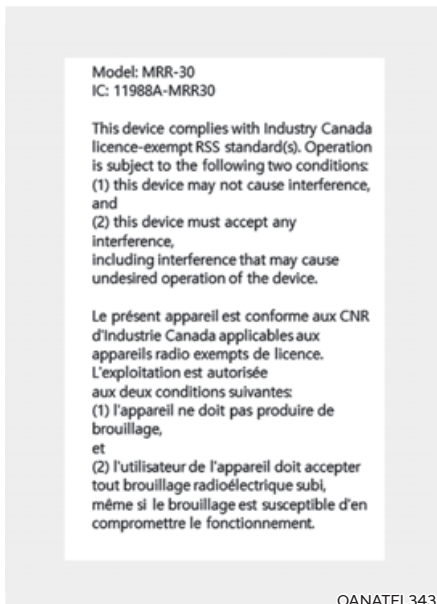 Model: MRR-30
IC: 11988A-MRR30
This device complies with Industry Canada
licence-exempt RSS standard(s). Operation
is subject to the following two conditions:
(1) this device may not cause interference,
and
(2) this device must accept any
interference,
including interference that may cause
undesired operation of the device.
Le présent appareil est conforme aux CNR
d'Industrie Canada applicables aux
appareils radio exempts de licence.
L'exploitation est autorisée
aux deux conditions suivantes:
(1) l'appareil ne doit pas produire de
brouillage,
et
(2) l'utilisateur de l'appareil doit accepter
tout brouillage radioélectrique subi,
même si le brouillage est susceptible d'en
compromettre le fonctionnement.
OANATEL343